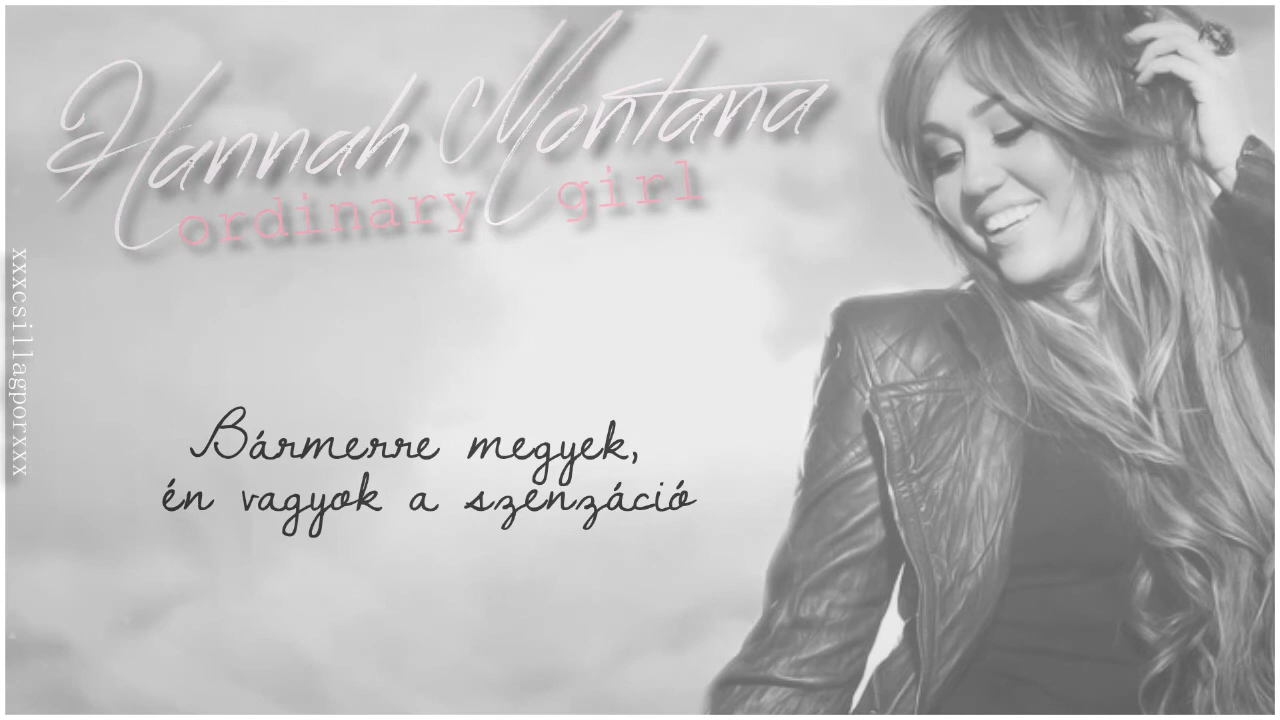 Hannah Montana
ordinary girl
xxxcsillagporxxx
Bármerre megyek,
én vagyok a szenzáció